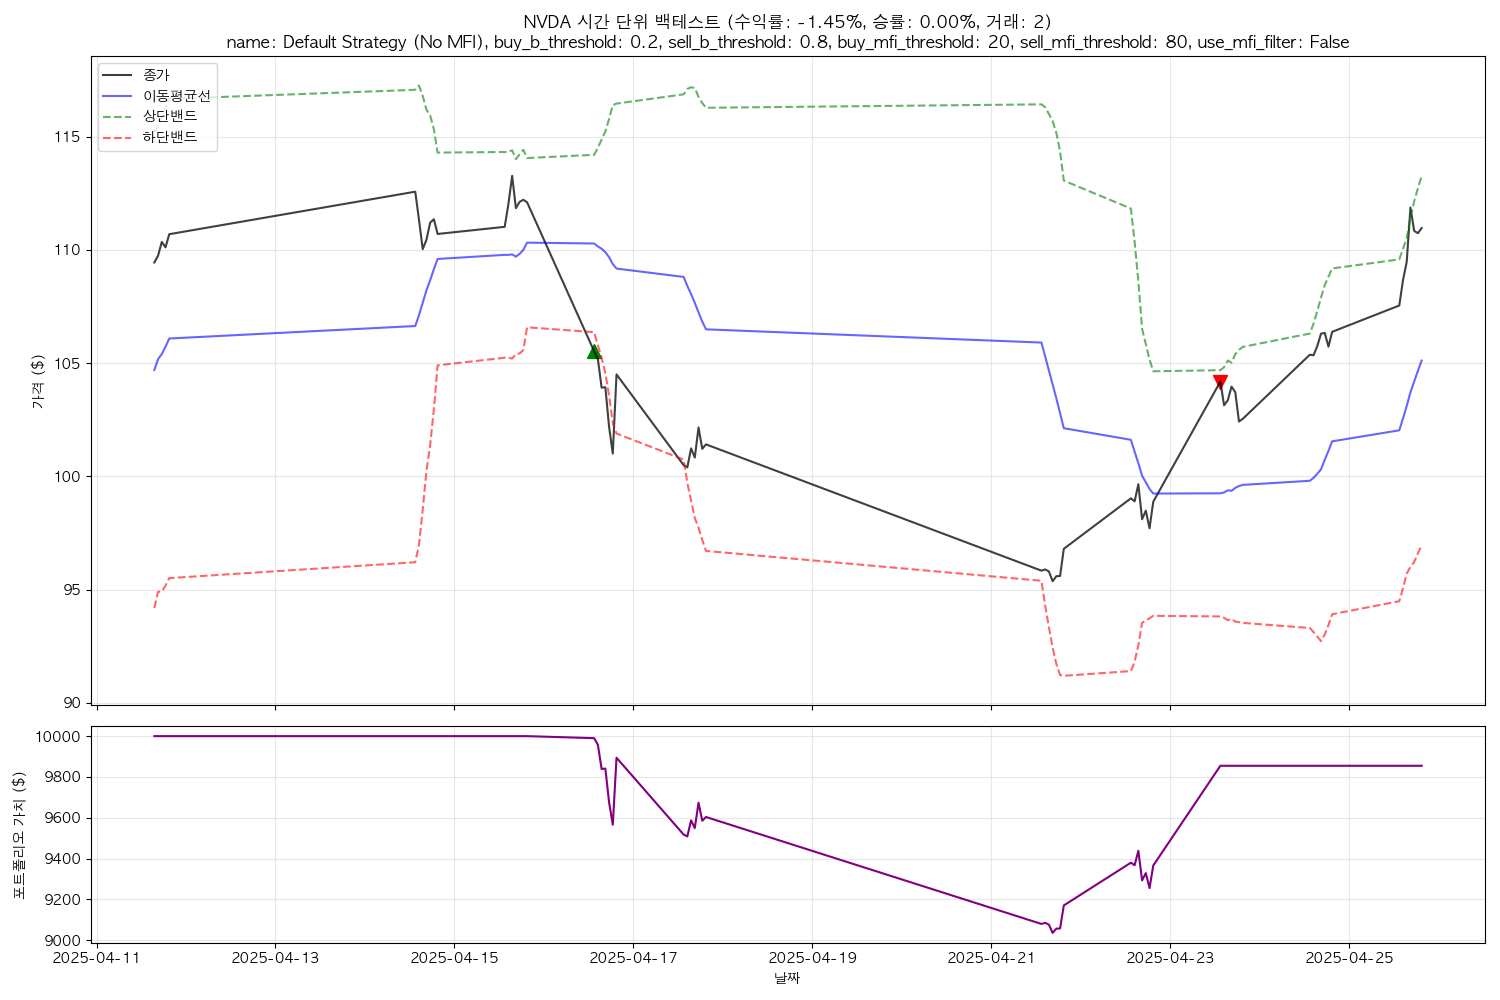 NVDA 시간 단위 백테스트 (수익률: -1.45%, 승률: 0.00%, 거래: 2)
name: Default Strategy (No MFI), buy_b_threshold: 0.2, sell_b_threshold: 0.8, buy_mfi_threshold: 20, sell_mfi_threshold: 80, use_mfi_filter: False
종가
이동평균선
상단밴드
하단밴드
가격 ($)
115
110
105
100
95
90
포트폴리오 가치 ($)
10000
9800
9600
9400
9200
9000
2025-04-11
2025-04-13
2025-04-15
2025-04-17
2025-04-19
2025-04-21
2025-04-23
2025-04-25
날짜